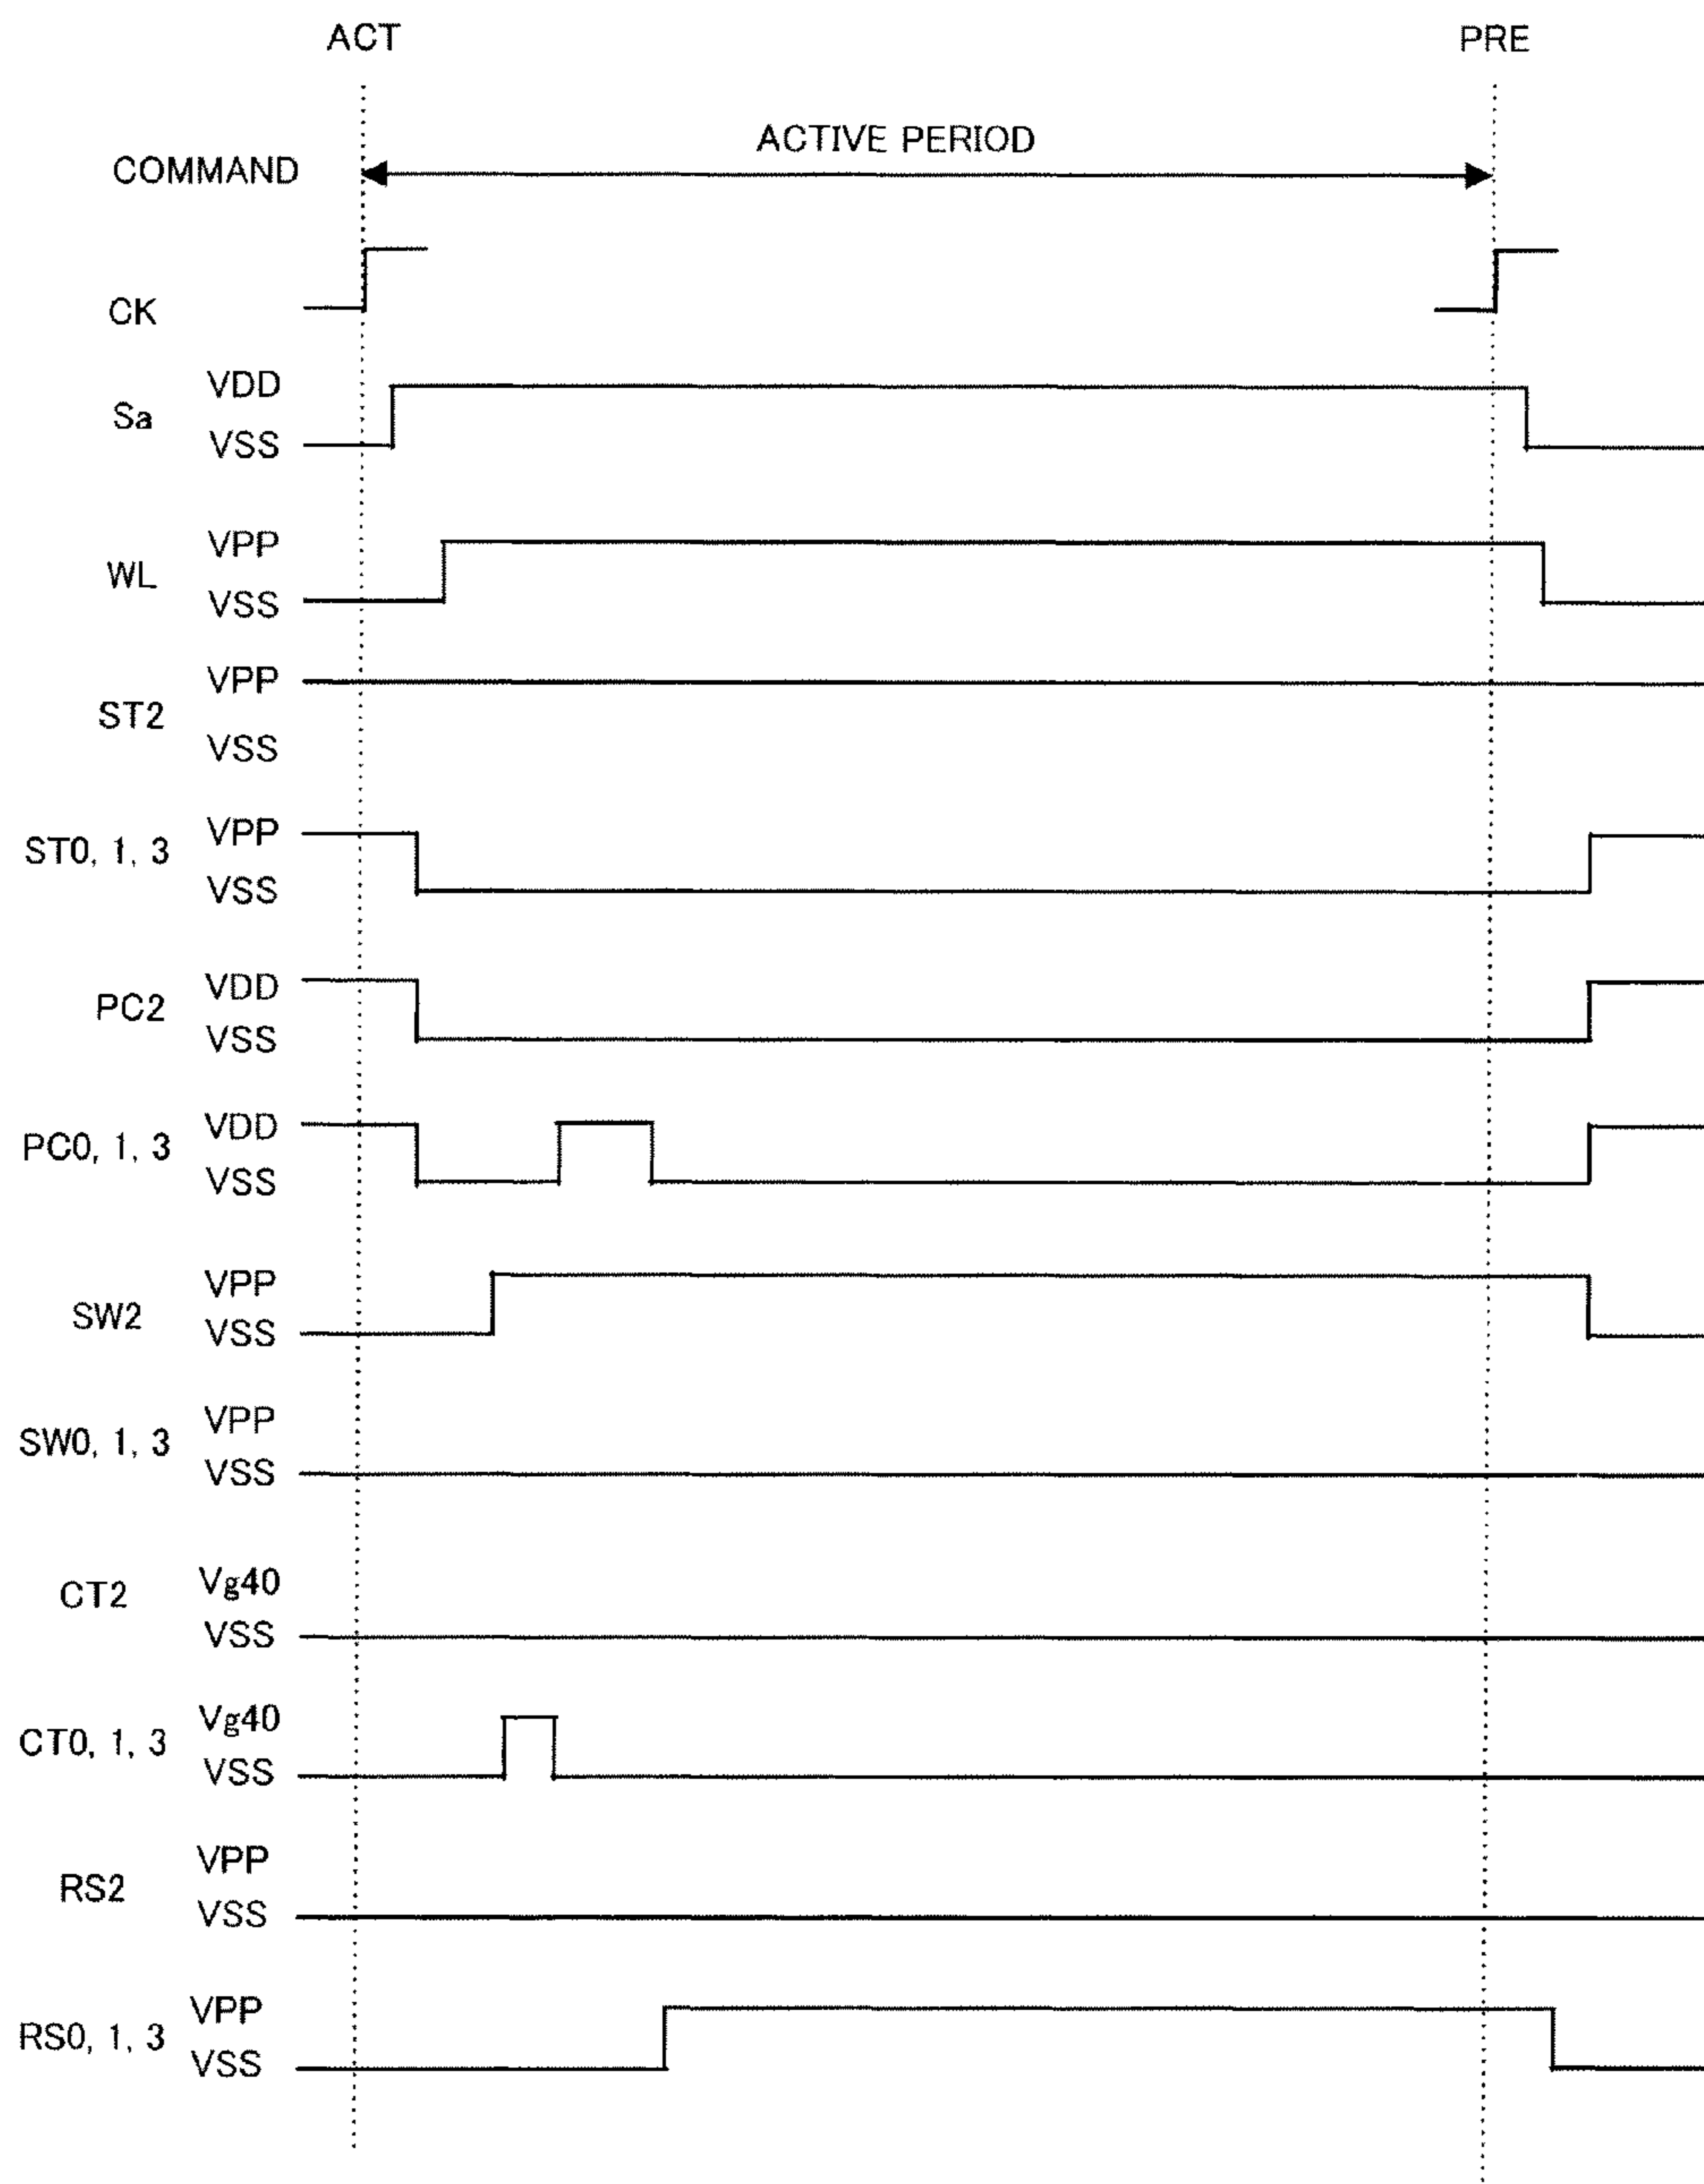 ACT PRE
ACTIVE PERIOD
COMMAND
CK
VDD
Sa
VSS
VPP
WL
VSS
VPP
ST2
VSS
VPP
ST0, 1, 3
VSS
VDD
PC2
VSS
VDD
PC0, 1, 3
VSS
VPP
SW2
VSS
VPP
SW0, 1, 3
VSS
Vg40
CT2
VSS
Vg40
CT0, 1, 3
VSS
VPP
RS2
VSS
VPP
RS0, 1, 3
VSS